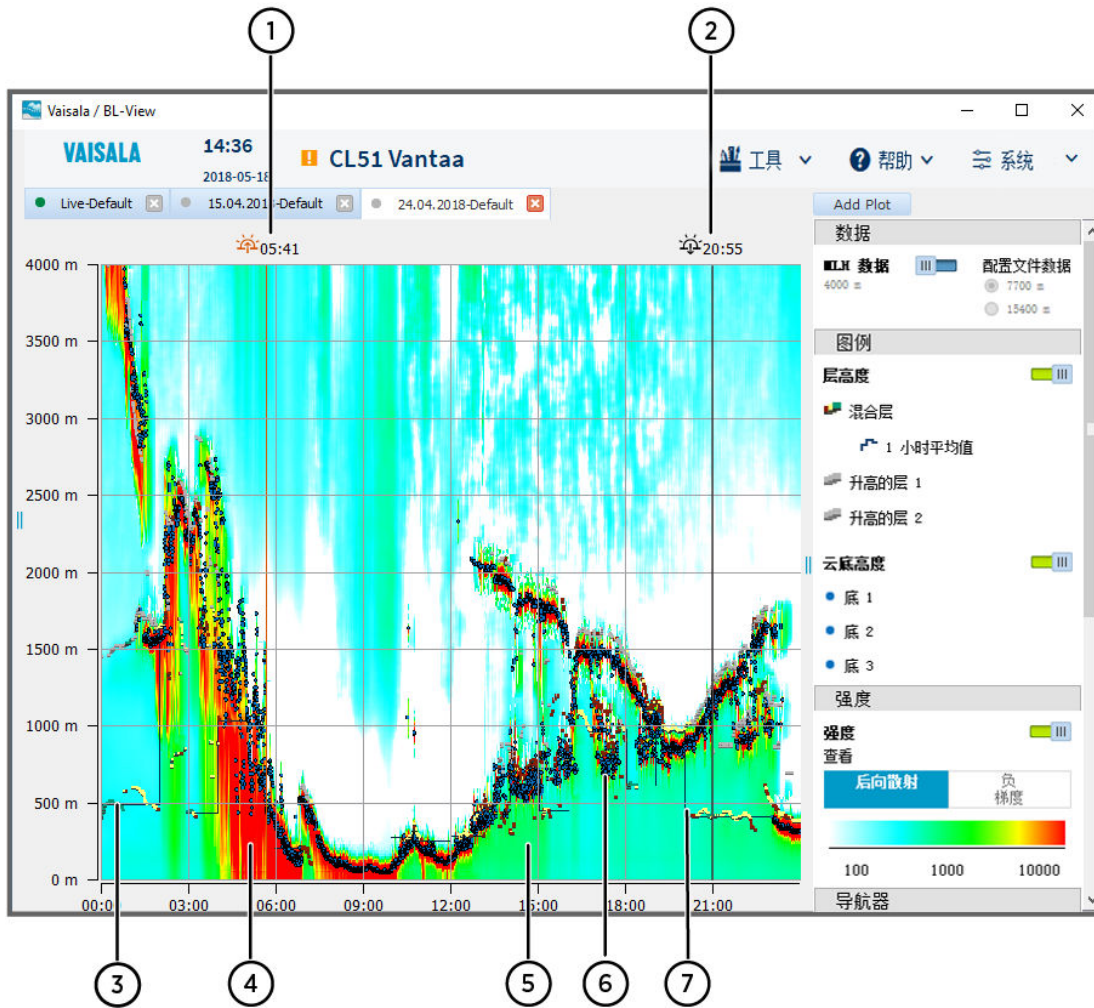 1
2
Vaisala / BL-View
VAISALA
14:36
2018-05-18
CL51 Vantaa
工具
帮助
系统
Live-Default
15.04.2018-Default
24.04.2018-Default
Add Plot
05:41
20:55
4000 m
3500 m
3000 m
2500 m
2000 m
1500 m
1000 m
500 m
0 m
00:00
03:00
06:00
09:00
12:00
15:00
18:00
21:00
数据
MLH 数据
4000 m
配置文件数据
7700 m
15400 m
图例
层高度
混合层
1 小时平均值
升高的层 1
升高的层 2
云底高度
底 1
底 2
底 3
强度
强度
查看
后向散射
负
梯度
100
1000
10000
导航器
3
4
5
6
7